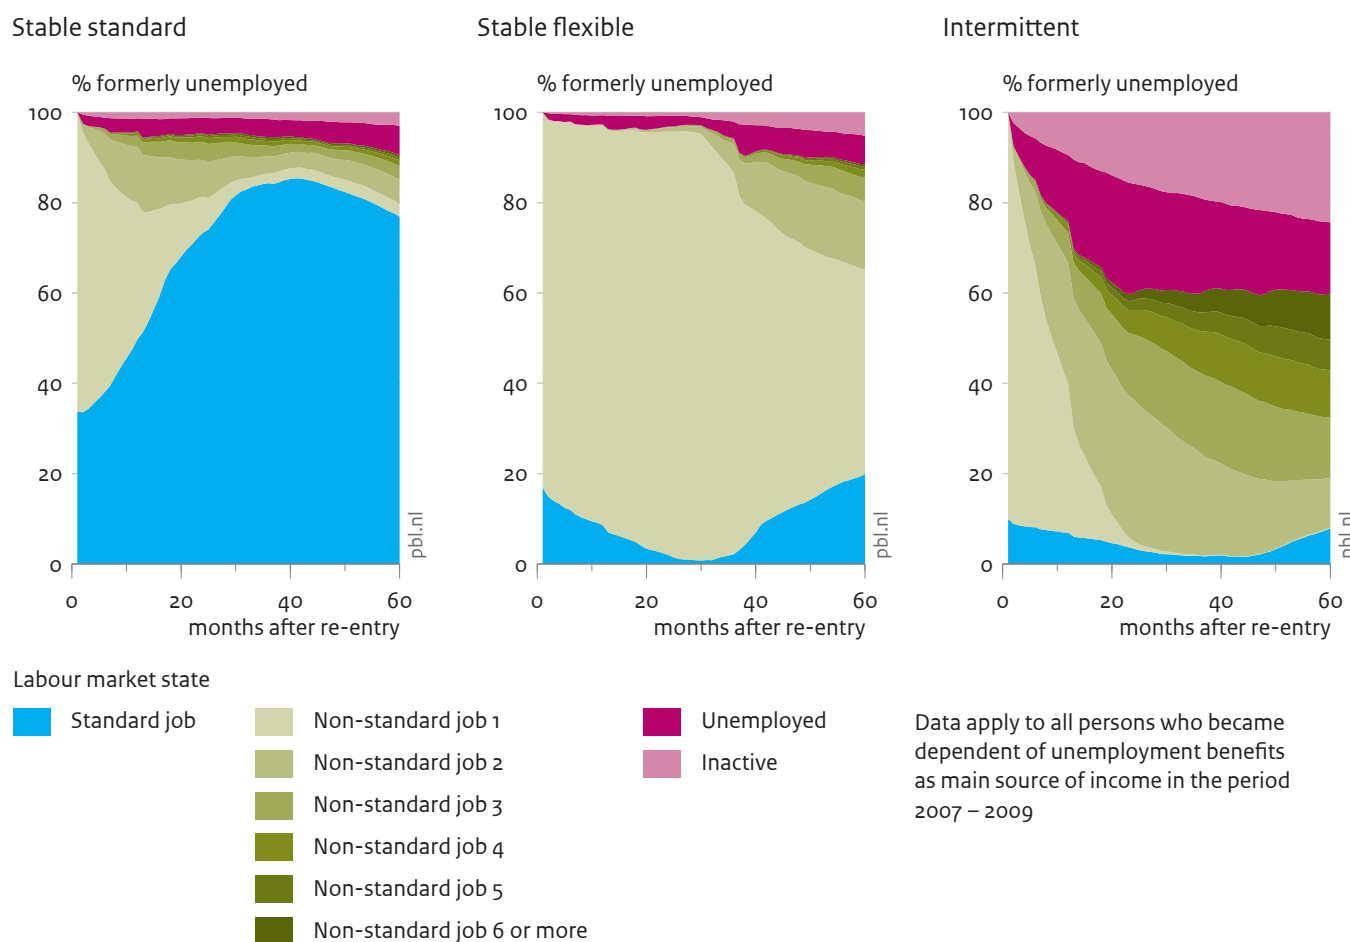 Stable standard
% formerly unemployed
100
80
60
40
20
0
0 20 40 60
months after re-entry
pbl.nl
Stable flexible
% formerly unemployed
100
80
60
40
20
0
0 20 40 60
months after re-entry
pbl.nl
Intermittent
% formerly unemployed
100
80
60
40
20
0
0 20 40 60
months after re-entry
pbl.nl
Labour market state
Standard job
Non-standard job 1
Non-standard job 2
Non-standard job 3
Non-standard job 4
Non-standard job 5
Non-standard job 6 or more
Unemployed
Inactive
Data apply to all persons who became
dependent of unemployment benefits
as main source of income in the period
2007 – 2009